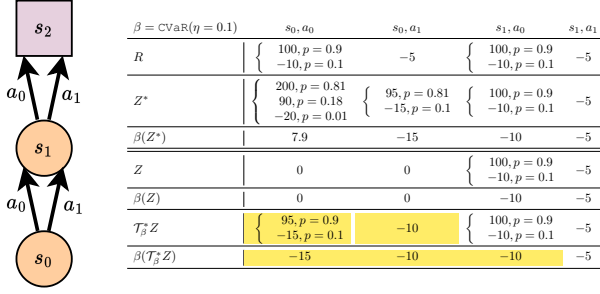 s₂
a₀ a₁
s₁
a₀ a₁
s₀
β = CVaR(η = 0.1) s₀, a₀ s₀, a₁ s₁, a₀ s₁, a₁
R { 100, p = 0.9 −10, p = 0.1 −5 { 100, p = 0.9 −10, p = 0.1 −5
Z* { 200, p = 0.81 90, p = 0.18 −20, p = 0.01 { 95, p = 0.81 −15, p = 0.1 { 100, p = 0.9 −10, p = 0.1 −5
β(Z*) 7.9 −15 −10 −5
Z 0 0 { 100, p = 0.9 −10, p = 0.1 −5
β(Z) 0 0 −10 −5
𝒯*βZ { 95, p = 0.9 −15, p = 0.1 −10 { 100, p = 0.9 −10, p = 0.1 −5
β(𝒯*βZ) −15 −10 −10 −5